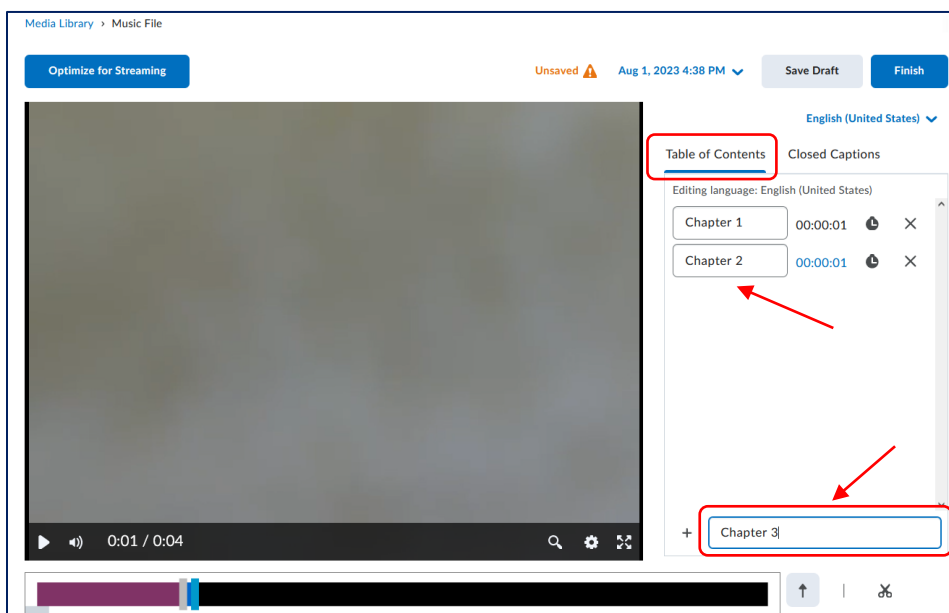 Media Library › Music File
Optimize for Streaming
Unsaved Aug 1, 2023 4:38 PM Save Draft Finish
English (United States)
Table of Contents Closed Captions
Editing language: English (United States)
Chapter 1 00:00:01
Chapter 2 00:00:01
+ Chapter 3
0:01 / 0:04